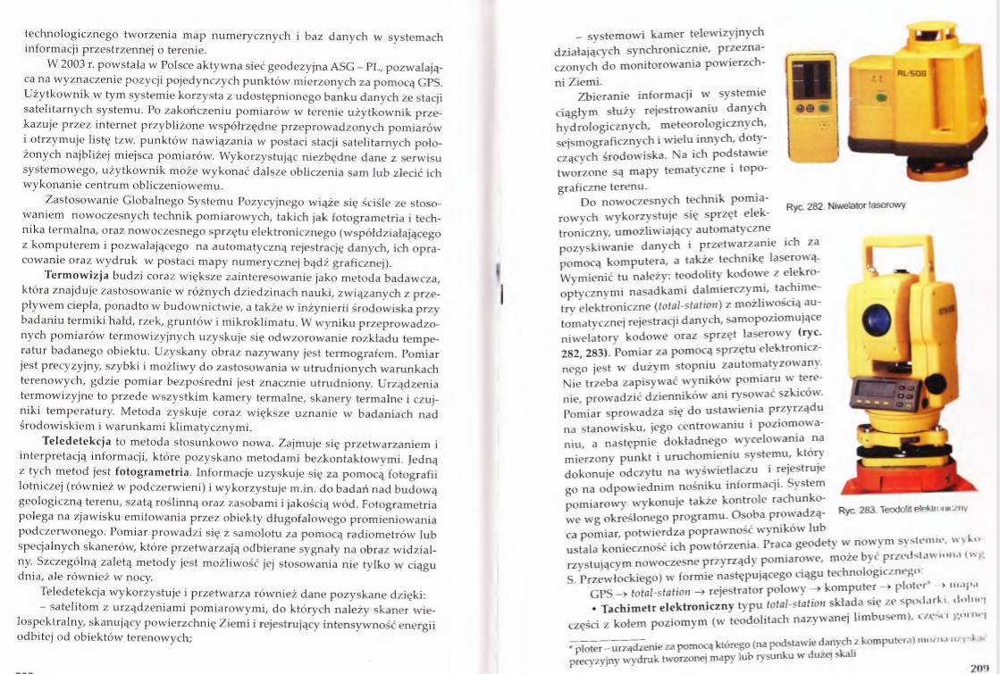 technologicznego tworzenia map numerycznych i baz danych w systemach
informacji przestrzennej o terenie.
W 2003 r. powstała w Polsce aktywna sieć geodezyjna ASG – PL, pozwalają-
ca na wyznaczenie pozycji pojedynczych punktów mierzonych za pomocą GPS.
Użytkownik w tym systemie korzysta z udostępnionego banku danych ze stacji
satelitarnych systemu. Po zakończeniu pomiarów w terenie użytkownik prze-
kazuje przez internet przybliżone współrzędne przeprowadzonych pomiarów
i otrzymuje listę tzw. punktów nawiązania w postaci stacji satelitarnych poło-
żonych najbliżej miejsca pomiarów. Wykorzystując niezbędne dane z serwisu
systemowego, użytkownik może wykonać dalsze obliczenia sam lub zlecić ich
wykonanie centrum obliczeniowemu.
Zastosowanie Globalnego Systemu Pozycyjnego wiąże się ściśle ze stoso-
waniem nowoczesnych technik pomiarowych, takich jak fotogrametria i tech-
nika termalna, oraz nowoczesnego sprzętu elektronicznego (współdziałającego
z komputerem i pozwalającego na automatyczną rejestrację danych, ich opra-
cowanie oraz wydruk w postaci mapy numerycznej bądź graficznej).
Termowizja budzi coraz większe zainteresowanie jako metoda badawcza,
która znajduje zastosowanie w różnych dziedzinach nauki, związanych z prze-
pływem ciepła, ponadto w budownictwie, a także w inżynierii środowiska przy
badaniu termiki hałd, rzek, gruntów i mikroklimatu. W wyniku przeprowadzo-
nych pomiarów termowizyjnych uzyskuje się odwzorowanie rozkładu tempe-
ratur badanego obiektu. Uzyskany obraz nazywany jest termografem. Pomiar
jest precyzyjny, szybki i możliwy do zastosowania w utrudnionych warunkach
terenowych, gdzie pomiar bezpośredni jest znacznie utrudniony. Urządzenia
termowizyjne to przede wszystkim kamery termalne, skanery termalne i czuj-
niki temperatury. Metoda zyskuje coraz większe uznanie w badaniach nad
środowiskiem i warunkami klimatycznymi.
Teledetekcja to metoda stosunkowo nowa. Zajmuje się przetwarzaniem i
interpretacją informacji, które pozyskano metodami bezkontaktowymi. Jedną
z tych metod jest fotogrametria. Informacje uzyskuje się za pomocą fotografii
lotniczej (również w podczerwieni) i wykorzystuje m.in. do badań nad budową
geologiczną terenu, szatą roślinną oraz zasobami i jakością wód. Fotogrametria
polega na zjawisku emitowania przez obiekty długofalowego promieniowania
podczerwonego. Pomiar prowadzi się z samolotu za pomocą radiometrów lub
specjalnych skanerów, które przetwarzają odbierane sygnały na obraz widzial-
ny. Szczególną zaletą metody jest możliwość jej stosowania nie tylko w ciągu
dnia, ale również w nocy.
Teledetekcja wykorzystuje i przetwarza również dane pozyskane dzięki:
– satelitom z urządzeniami pomiarowymi, do których należy skaner wie-
lospektralny, skanujący powierzchnię Ziemi i rejestrujący intensywność energii
odbitej od obiektów terenowych;
– systemowi kamer telewizyjnych
działających synchronicznie, przezna-
czonych do monitorowania powierzch-
ni Ziemi.
Zbieranie informacji w systemie
ciągłym służy rejestrowaniu danych
hydrologicznych, meteorologicznych,
sejsmograficznych i wielu innych, doty-
czących środowiska. Na ich podstawie
tworzone są mapy tematyczne i topo-
graficzne terenu.
Do nowoczesnych technik pomia-
rowych wykorzystuje się sprzęt elek-
troniczny, umożliwiający automatyczne
pozyskiwanie danych i przetwarzanie ich za
pomocą komputera, a także technikę laserową.
Wymienić tu należy: teodolity kodowe z elekro-
optycznymi nasadkami dalmierczymi, tachime-
try elektroniczne (total-station) z możliwością au-
tomatycznej rejestracji danych, samopoziomujące
niwelatory kodowe oraz sprzęt laserowy (ryc.
282, 283). Pomiar za pomocą sprzętu elektronicz-
nego jest w dużym stopniu zautomatyzowany.
Nie trzeba zapisywać wyników pomiaru w tere-
nie, prowadzić dzienników ani rysować szkiców.
Pomiar sprowadza się do ustawienia przyrządu
na stanowisku, jego centrowaniu i poziomowa-
niu, a następnie dokładnego wycelowania na
mierzony punkt i uruchomieniu systemu, który
dokonuje odczytu na wyświetlaczu i rejestruje
go na odpowiednim nośniku informacji. System
pomiarowy wykonuje także kontrole rachunko-
we wg określonego programu. Osoba prowadzą-
ca pomiar, potwierdza poprawność wyników lub
ustala konieczność ich powtórzenia. Praca geodety w nowym systemie, wyko-
rzystującym nowoczesne przyrządy pomiarowe, może być przedstawiona (wg
S. Przewłockiego) w formie następującego ciągu technologicznego:
GPS → total-station → rejestrator polowy → komputer → ploter* → mapa
• Tachimetr elektroniczny typu total-station składa się ze spodarki, dolnej
części z kołem poziomym (w teodolitach nazywanej limbusem), części górnej
* ploter – urządzenie za pomocą którego (na podstawie danych z komputera) można uzyskać
precyzyjny wydruk tworzonej mapy lub rysunku w dużej skali
209
RL-50B
Ryc. 282. Niwelator laserowy
Ryc. 283. Teodolit elektroniczny